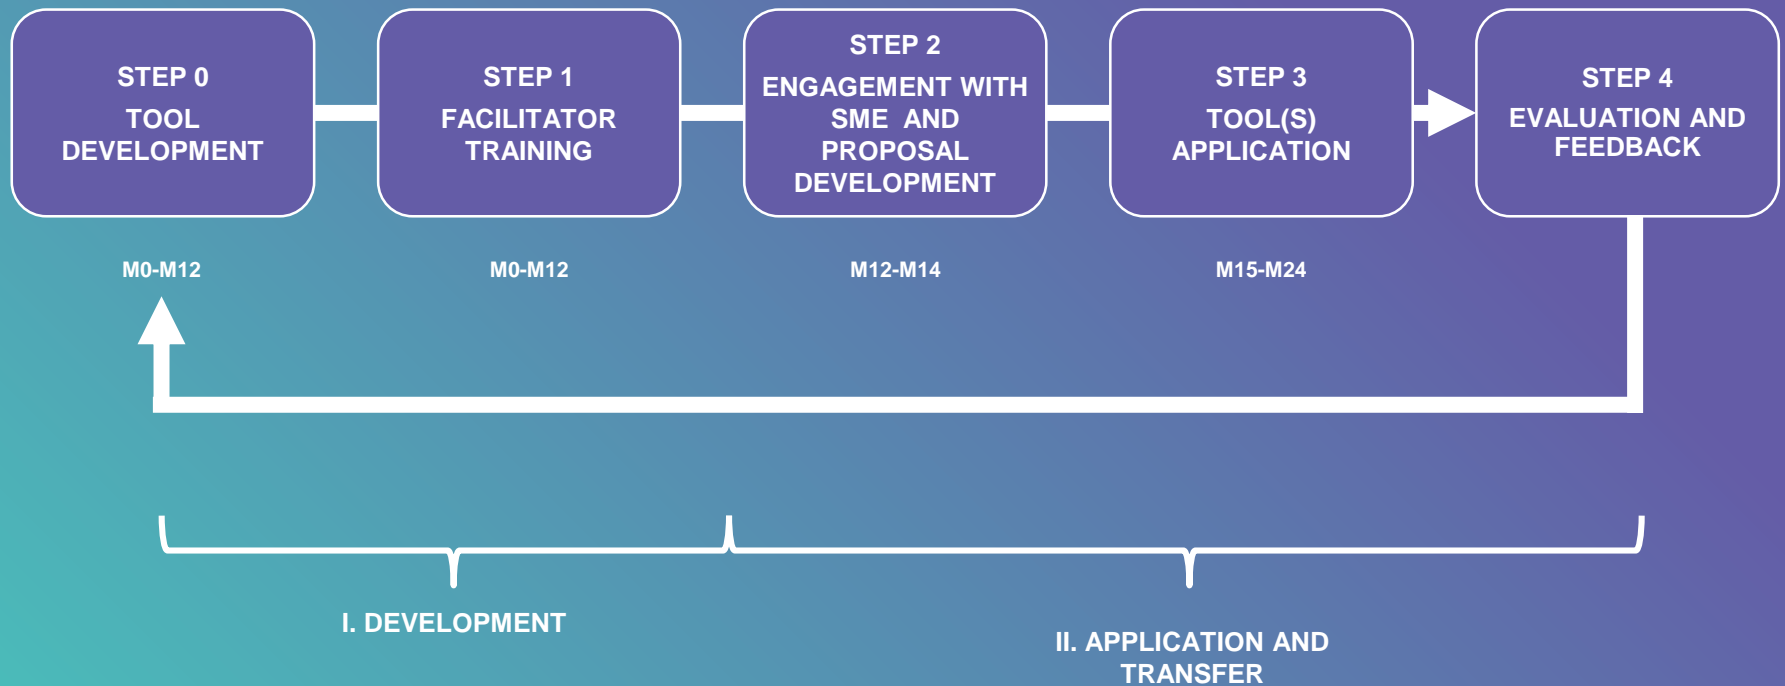 STEP 0
TOOL
DEVELOPMENT
STEP 1
FACILITATOR
TRAINING
STEP 2
ENGAGEMENT WITH
SME AND
PROPOSAL
DEVELOPMENT
STEP 3
TOOL(S)
APPLICATION
STEP 4
EVALUATION AND
FEEDBACK
M0-M12
M0-M12
M12-M14
M15-M24
I. DEVELOPMENT
II. APPLICATION AND
TRANSFER